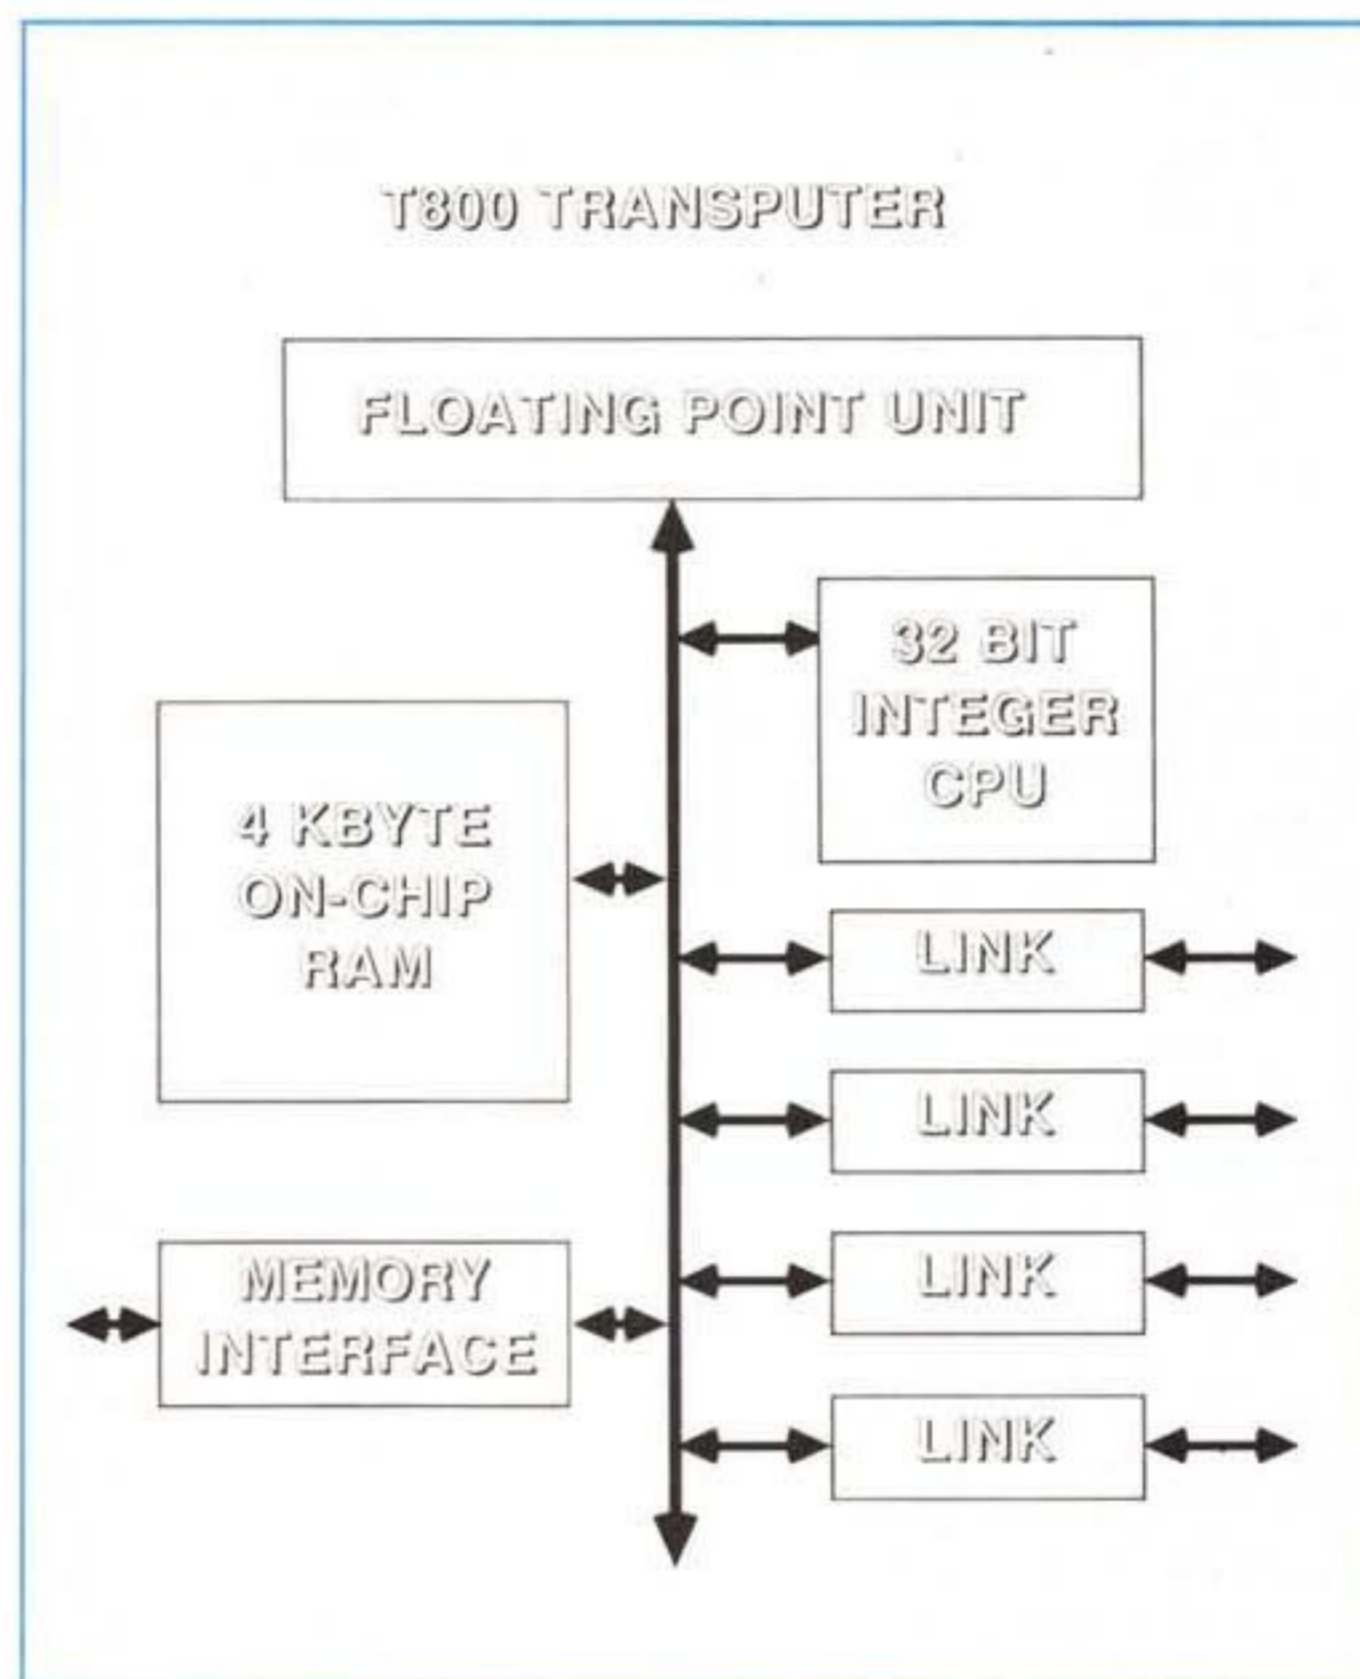 T800 TRANSPUTER
FLOATING POINT UNIT
32 BIT
INTEGER
CPU
4 KBYTE
ON-CHIP
RAM
LINK
LINK
MEMORY
INTERFACE
LINK
LINK